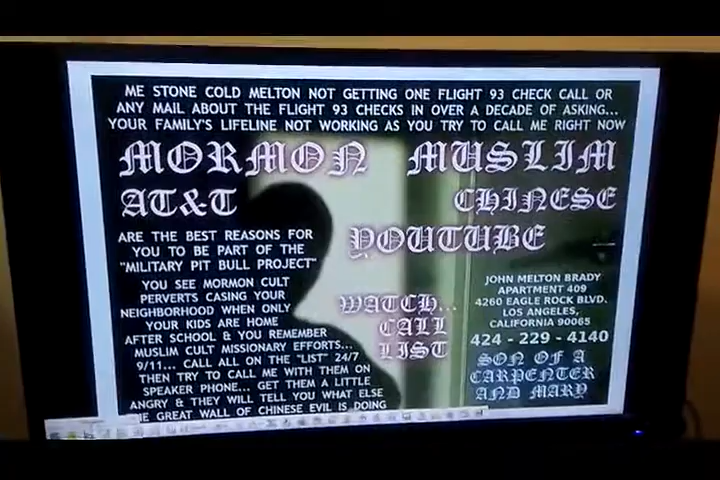 ME STONE COLD MELTON NOT GETTING ONE FLIGHT 93 CHECK CALL OR
ANY MAIL ABOUT THE FLIGHT 93 CHECKS IN OVER A DECADE OF ASKING...
YOUR FAMILY'S LIFELINE NOT WORKING AS YOU TRY TO CALL ME RIGHT NOW
MORMON MUSLIM
AT&T CHINESE
YOUTUBE
ARE THE BEST REASONS FOR
YOU TO BE PART OF THE
"MILITARY PIT BULL PROJECT"
YOU SEE MORMON CULT
PERVERTS CASING YOUR
NEIGHBORHOOD WHEN ONLY
YOUR KIDS ARE HOME
AFTER SCHOOL & YOU REMEMBER
MUSLIM CULT MISSIONARY EFFORTS...
9/11... CALL ALL ON THE "LIST" 24/7
THEN TRY TO CALL ME WITH THEM ON
SPEAKER PHONE... GET THEM A LITTLE
ANGRY & THEY WILL TELL YOU WHAT ELSE
GREAT WALL OF CHINESE EVIL IS DOING
WATCH...
CALL
LIST
JOHN MELTON BRADY
APARTMENT 409
4260 EAGLE ROCK BLVD.
LOS ANGELES,
CALIFORNIA 90065
424 - 229 - 4140
SON OF A
CARPENTER
AND MARY